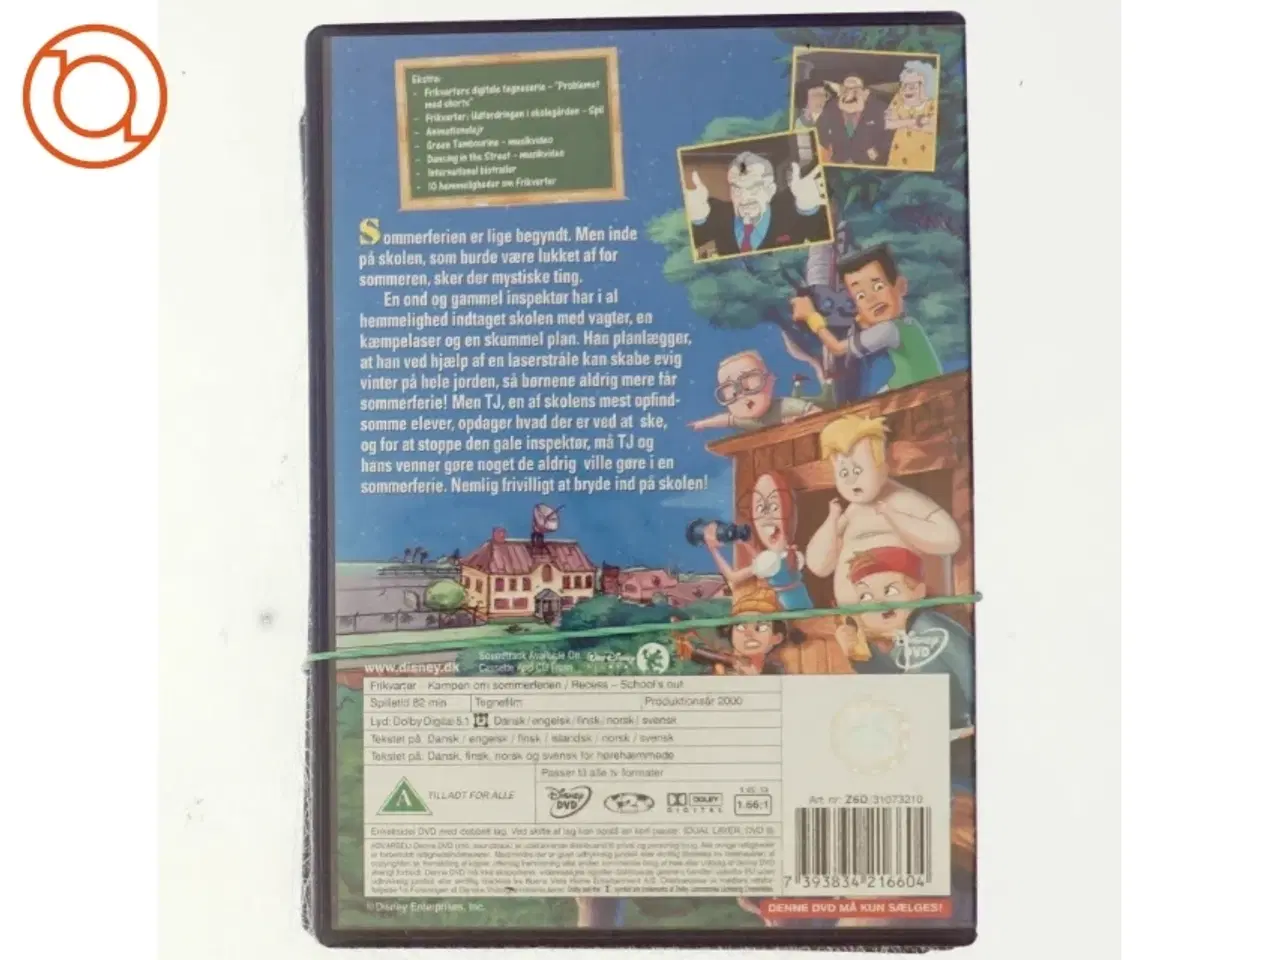 Ekstra:
- Frikvarters digitale tegneserie - "Problemet
med shorts"
- Frikvarter: Udfordringen i skolegården - Spil
- Animationslejr
- Green Tambourine - musikvideo
- Dancing in the Street - musikvideo
- International biotrailer
- 10 hemmeligheder om Frikvarter
Sommerferien er lige begyndt. Men inde
på skolen, som burde være lukket af for
sommeren, sker der mystiske ting.
En ond og gammel inspektør har i al
hemmelighed indtaget skolen med vagter, en
kæmpelaser og en skummel plan. Han planlægger,
at han ved hjælp af en laserstråle kan skabe evig
vinter på hele jorden, så børnene aldrig mere får
sommerferie! Men TJ, en af skolens mest opfind-
somme elever, opdager hvad der er ved at ske,
og for at stoppe den gale inspektør, må TJ og
hans venner gøre noget de aldrig ville gøre i en
sommerferie. Nemlig frivilligt at bryde ind på skolen!
www.disney.dk
Soundtrack Available On
Cassette And CD From
Walt Disney
Disney
DVD
Frikvarter - Kampen om sommerferien / Recess - School's out
Spilletid 82 min
Tegnefilm
Produktionsår 2000
Lyd: Dolby Digital 5.1 Dansk / engelsk / finsk / norsk / svensk
Tekstet på: Dansk / engelsk / finsk / islandsk / norsk / svensk
Tekstet på: Dansk, finsk, norsk og svensk for hørehæmmede
Passer til alle tv formater
A TILLADT FOR ALLE
Disney
DVD
DOLBY
DIGITAL
1.66:1
Art nr: Z6D 31073210
7 393834 216604
© Disney Enterprises, Inc.
DENNE DVD MÅ KUN SÆLGES!